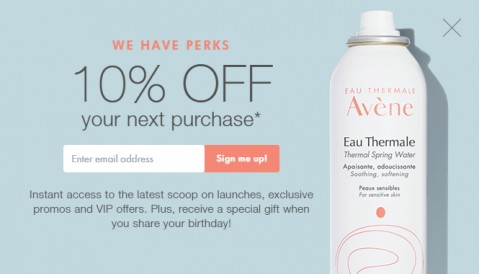 WE HAVE PERKS
10% OFF
your next purchase*
Enter email address
Sign me up!
Instant access to the latest scoop on launches, exclusive
promos and VIP offers. Plus, receive a special gift when
you share your birthday!
EAU THERMALE
Avène
Eau Thermale
Thermal Spring Water
Apaisante, adoucissante
Soothing, softening
Peaux sensibles
For sensitive skin